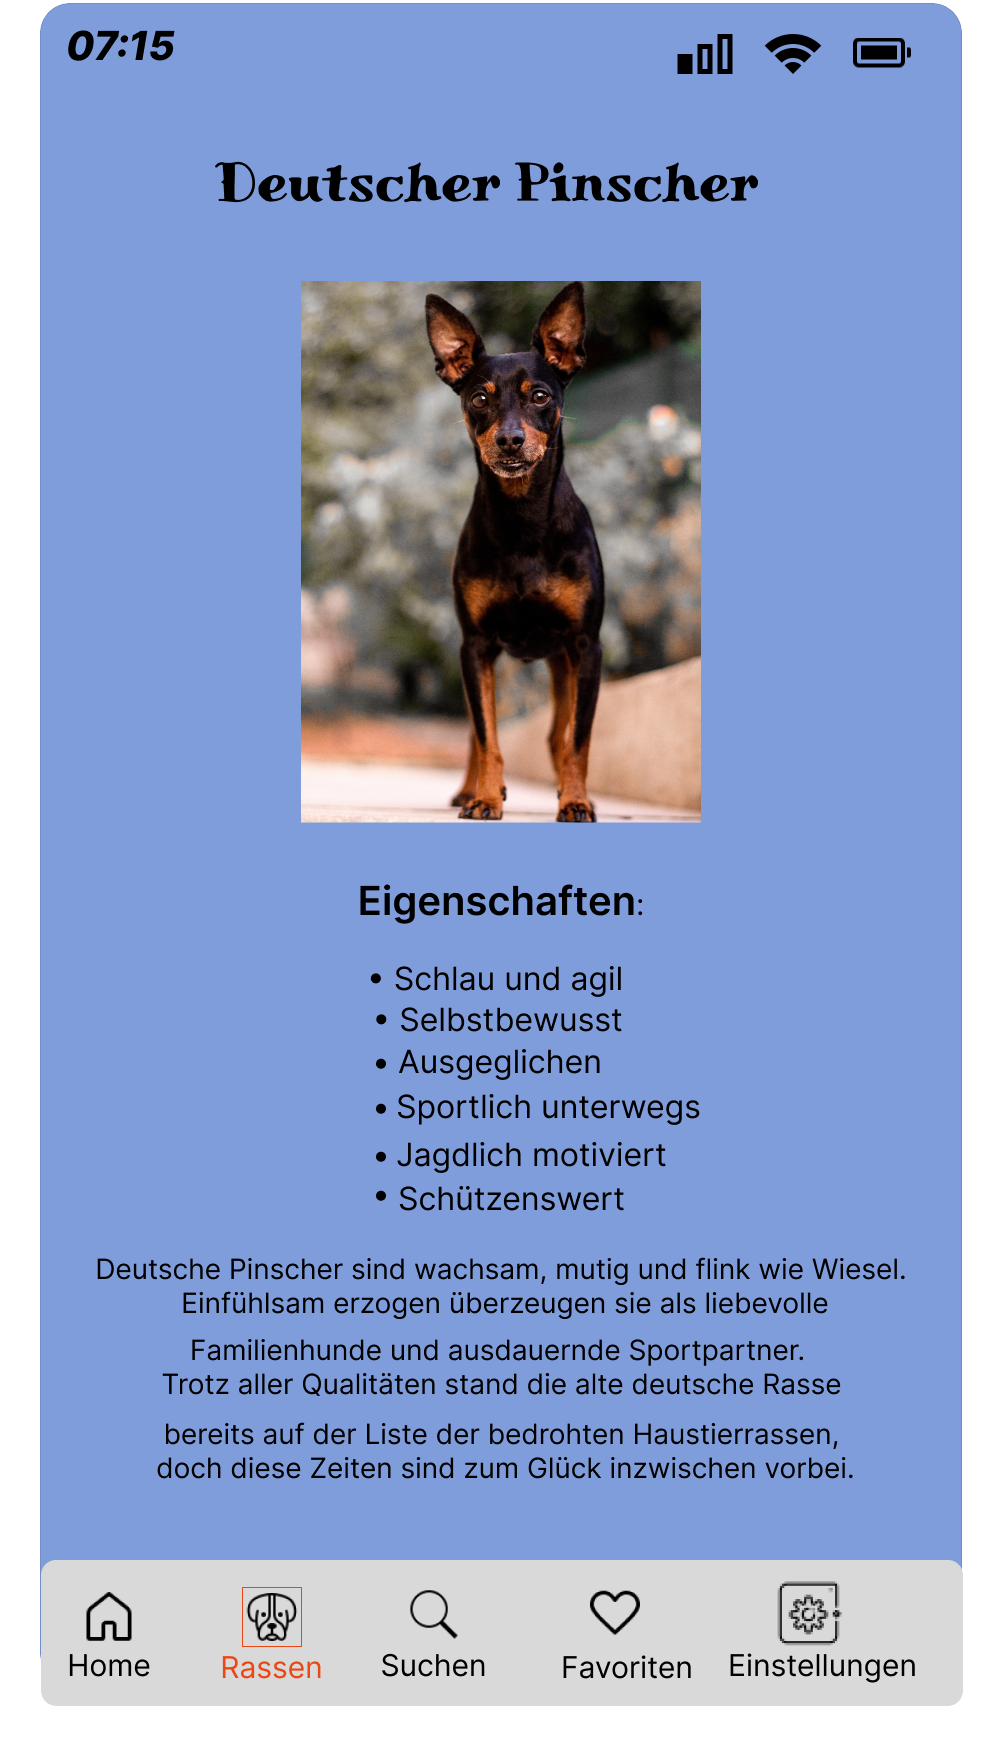 07:15
Deutscher Pinscher
Eigenschaften:
• Schlau und agil
• Selbstbewusst
• Ausgeglichen
• Sportlich unterwegs
• Jagdlich motiviert
• Schützenswert
Deutsche Pinscher sind wachsam, mutig und flink wie Wiesel.
Einfühlsam erzogen überzeugen sie als liebevolle
Familienhunde und ausdauernde Sportpartner.
Trotz aller Qualitäten stand die alte deutsche Rasse
bereits auf der Liste der bedrohten Haustierrassen,
doch diese Zeiten sind zum Glück inzwischen vorbei.
Home
Rassen
Suchen
Favoriten
Einstellungen